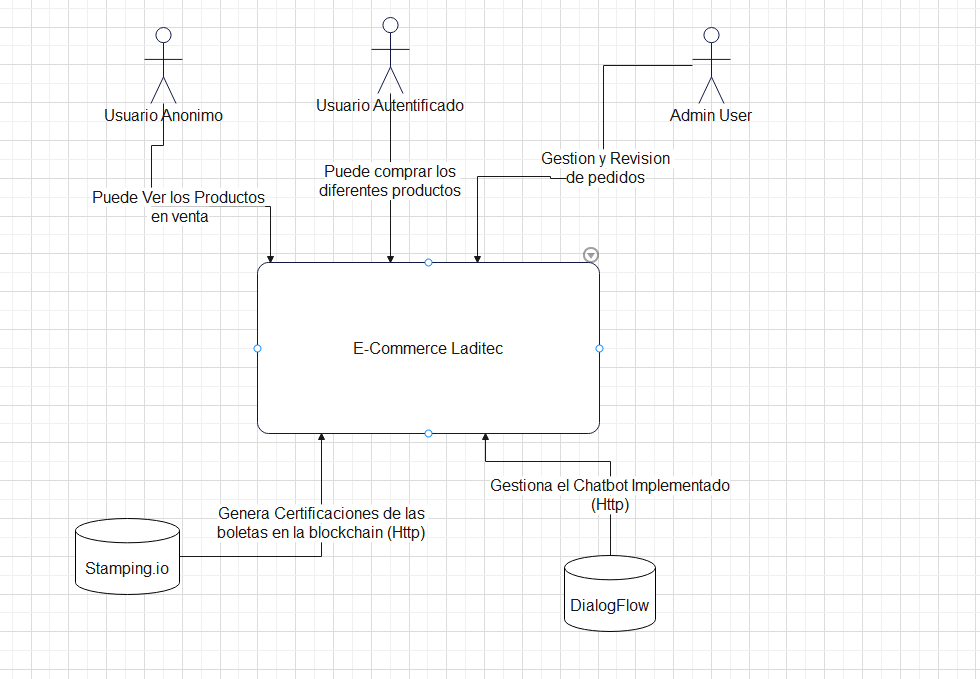 Usuario Anonimo
Usuario Autentificado
Admin User
Puede Ver los Productos
en venta
Puede comprar los
diferentes productos
Gestion y Revision
de pedidos
E-Commerce Laditec
Genera Certificaciones de las
boletas en la blockchain (Http)
Gestiona el Chatbot Implementado
(Http)
Stamping.io
DialogFlow